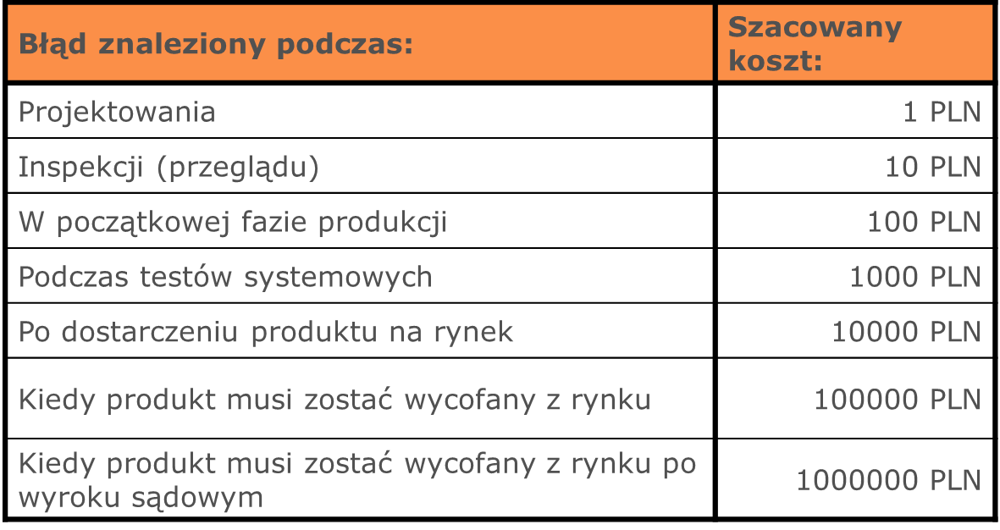 Błąd znaleziony podczas:
Szacowany
koszt:
Projektowania
1 PLN
Inspekcji (przeglądu)
10 PLN
W początkowej fazie produkcji
100 PLN
Podczas testów systemowych
1000 PLN
Po dostarczeniu produktu na rynek
10000 PLN
Kiedy produkt musi zostać wycofany z rynku
100000 PLN
Kiedy produkt musi zostać wycofany z rynku po
wyroku sądowym
1000000 PLN